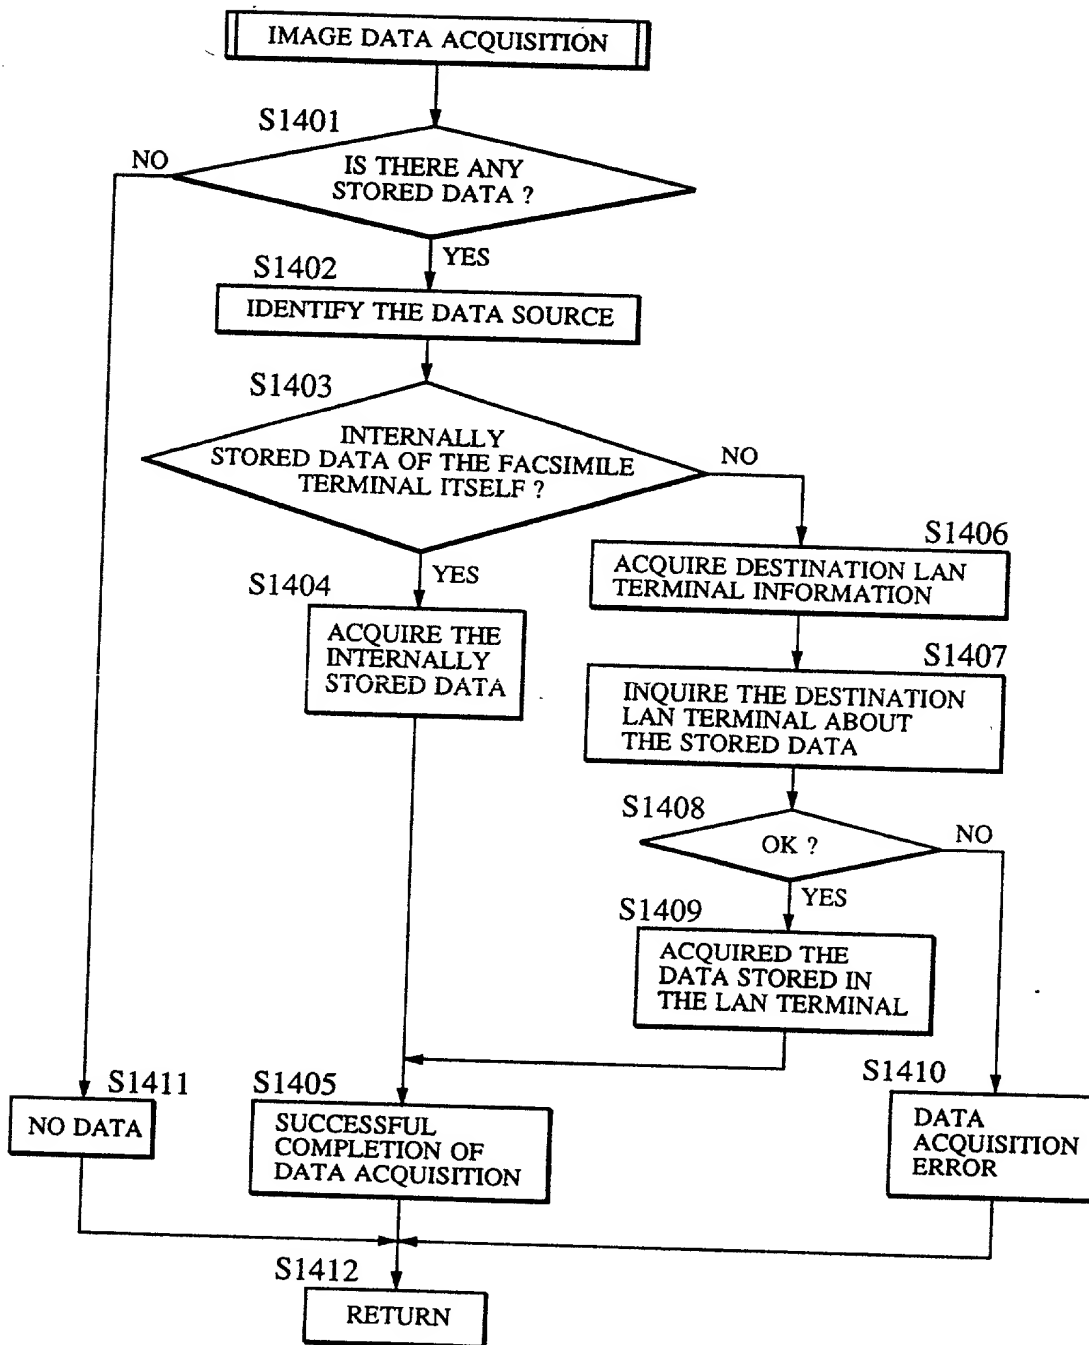 IMAGE DATA ACQUISITION
S1401
NO
IS THERE ANY
STORED DATA ?
YES
S1402
IDENTIFY THE DATA SOURCE
S1403
INTERNALLY
STORED DATA OF THE FACSIMILE
TERMINAL ITSELF ?
NO
YES
S1404
ACQUIRE THE
INTERNALLY
STORED DATA
S1406
ACQUIRE DESTINATION LAN
TERMINAL INFORMATION
S1407
INQUIRE THE DESTINATION
LAN TERMINAL ABOUT
THE STORED DATA
S1408
OK ?
NO
YES
S1409
ACQUIRED THE
DATA STORED IN
THE LAN TERMINAL
S1411
NO DATA
S1405
SUCCESSFUL
COMPLETION OF
DATA ACQUISITION
S1410
DATA
ACQUISITION
ERROR
S1412
RETURN